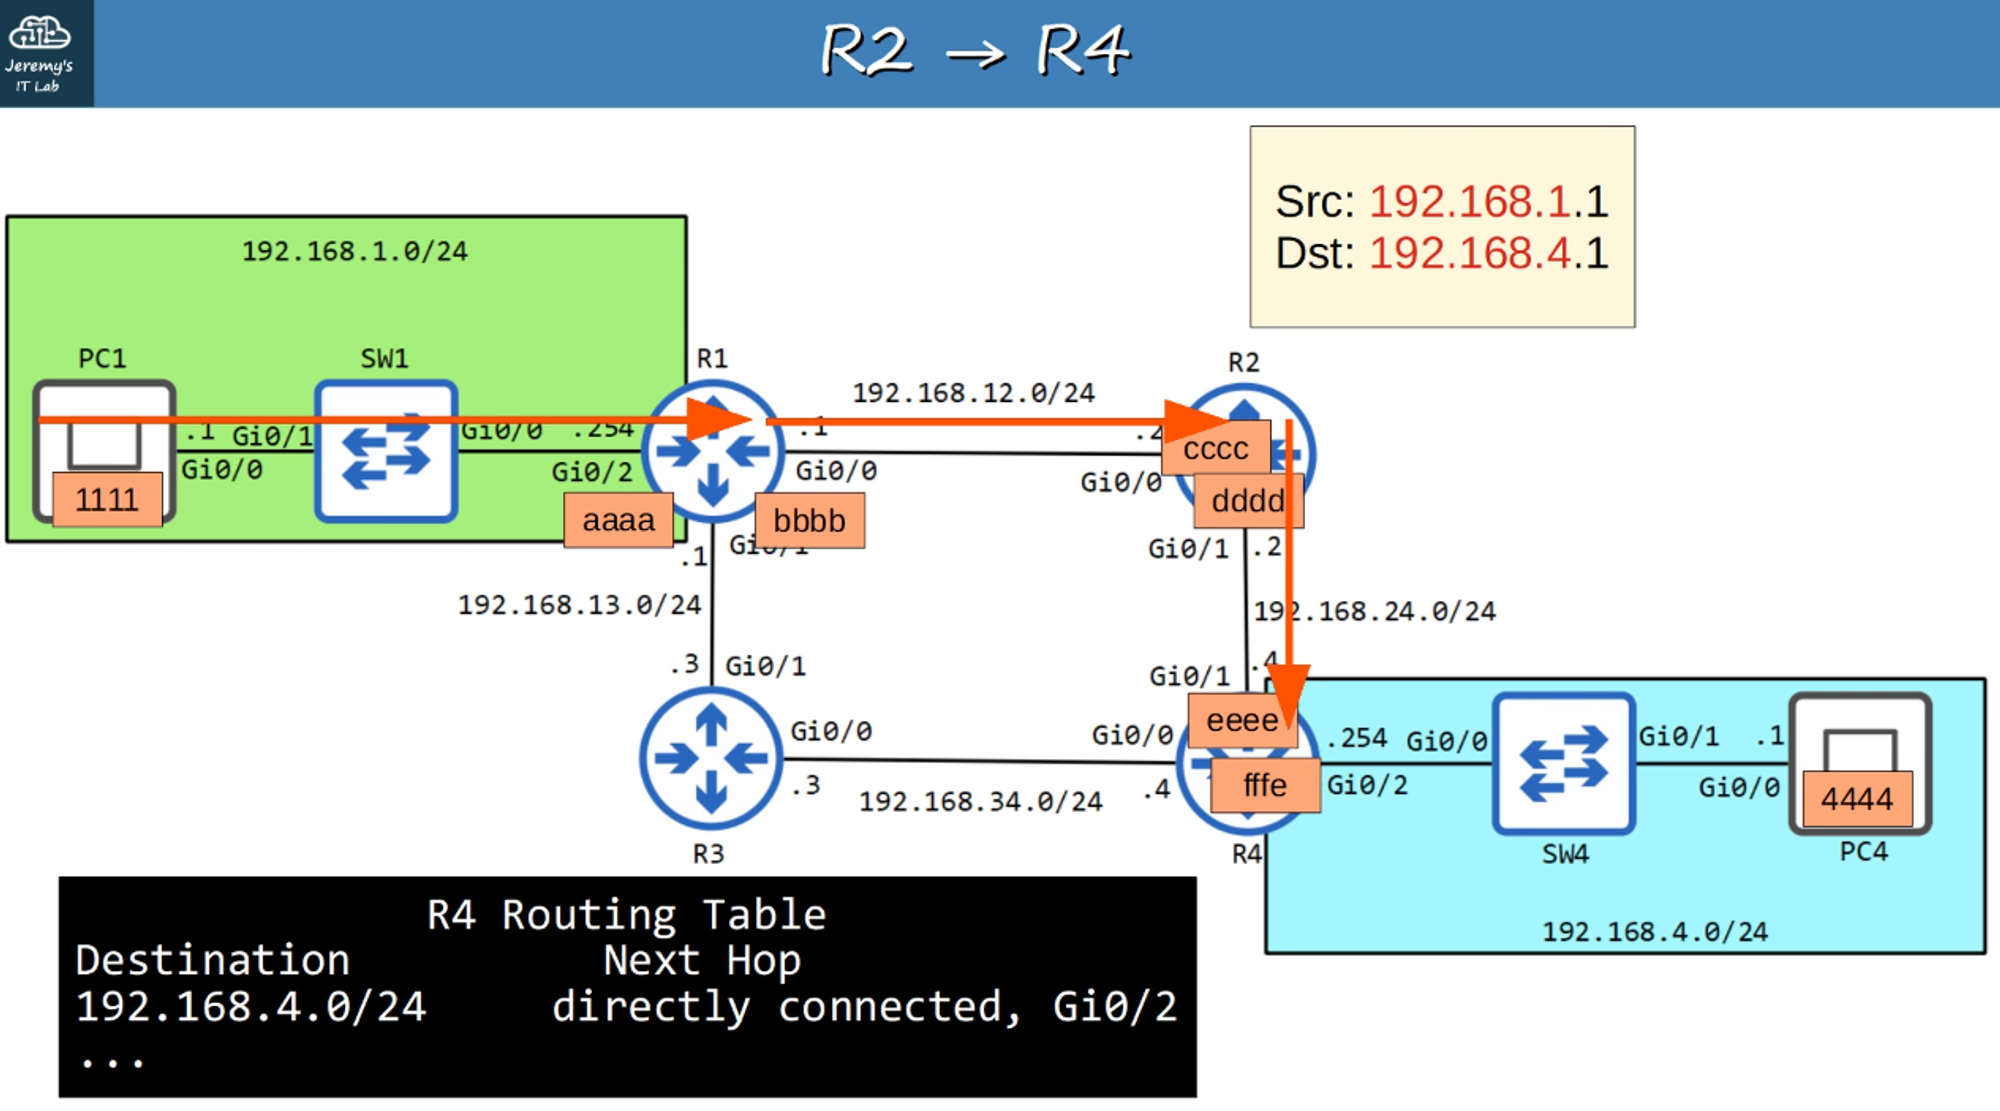 Jeremy's
IT Lab
R2 → R4
Src: 192.168.1.1
Dst: 192.168.4.1
192.168.1.0/24
PC1
SW1
R1
R2
192.168.12.0/24
.1
Gi0/1
Gi0/0
.254
.1
.2
Gi0/0
Gi0/2
Gi0/0
Gi0/0
cccc
1111
aaaa
bbbb
dddd
.1
Gi0/1
Gi0/1
.2
192.168.13.0/24
192.168.24.0/24
.3
Gi0/1
.4
Gi0/1
eeee
Gi0/0
Gi0/0
.254
Gi0/0
Gi0/1
.1
.3
.4
fffe
Gi0/2
Gi0/0
4444
192.168.34.0/24
R3
R4
SW4
PC4
192.168.4.0/24
R4 Routing Table
Destination Next Hop
192.168.4.0/24 directly connected, Gi0/2
...